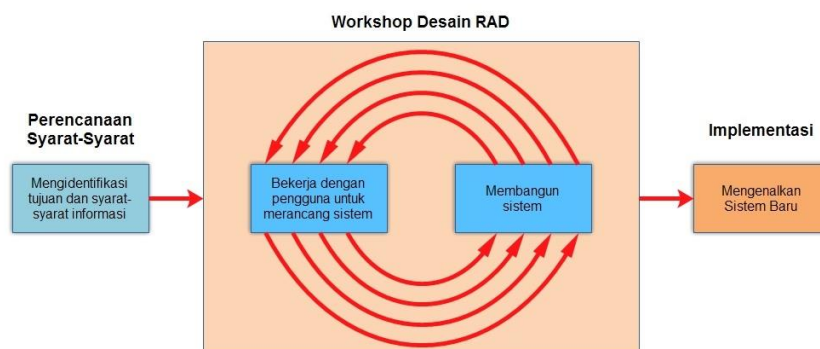 Workshop Desain RAD
Perencanaan
Syarat-Syarat
Mengidentifikasi
tujuan dan syarat-
syarat informasi
Bekerja dengan
pengguna untuk
merancang sistem
Membangun
sistem
Implementasi
Mengenalkan
Sistem Baru